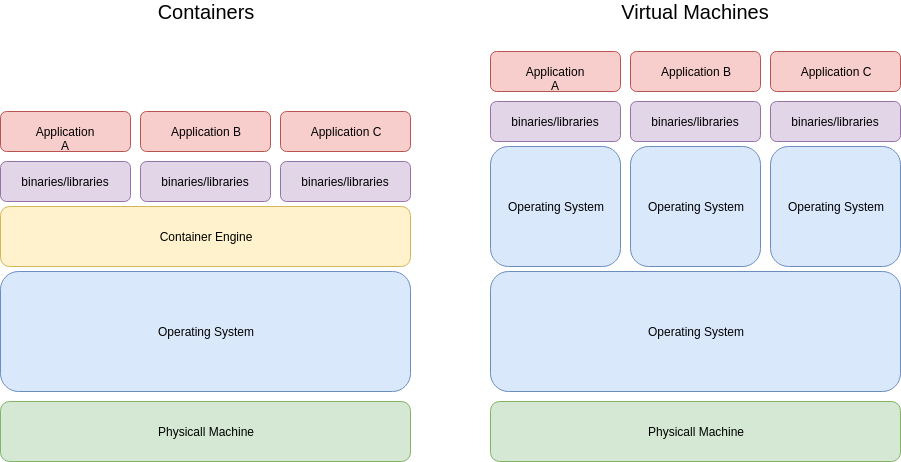 Containers
Application
A
Application B
Application C
binaries/libraries
binaries/libraries
binaries/libraries
Container Engine
Operating System
Physicall Machine
Virtual Machines
Application
A
Application B
Application C
binaries/libraries
binaries/libraries
binaries/libraries
Operating System
Operating System
Operating System
Operating System
Physicall Machine